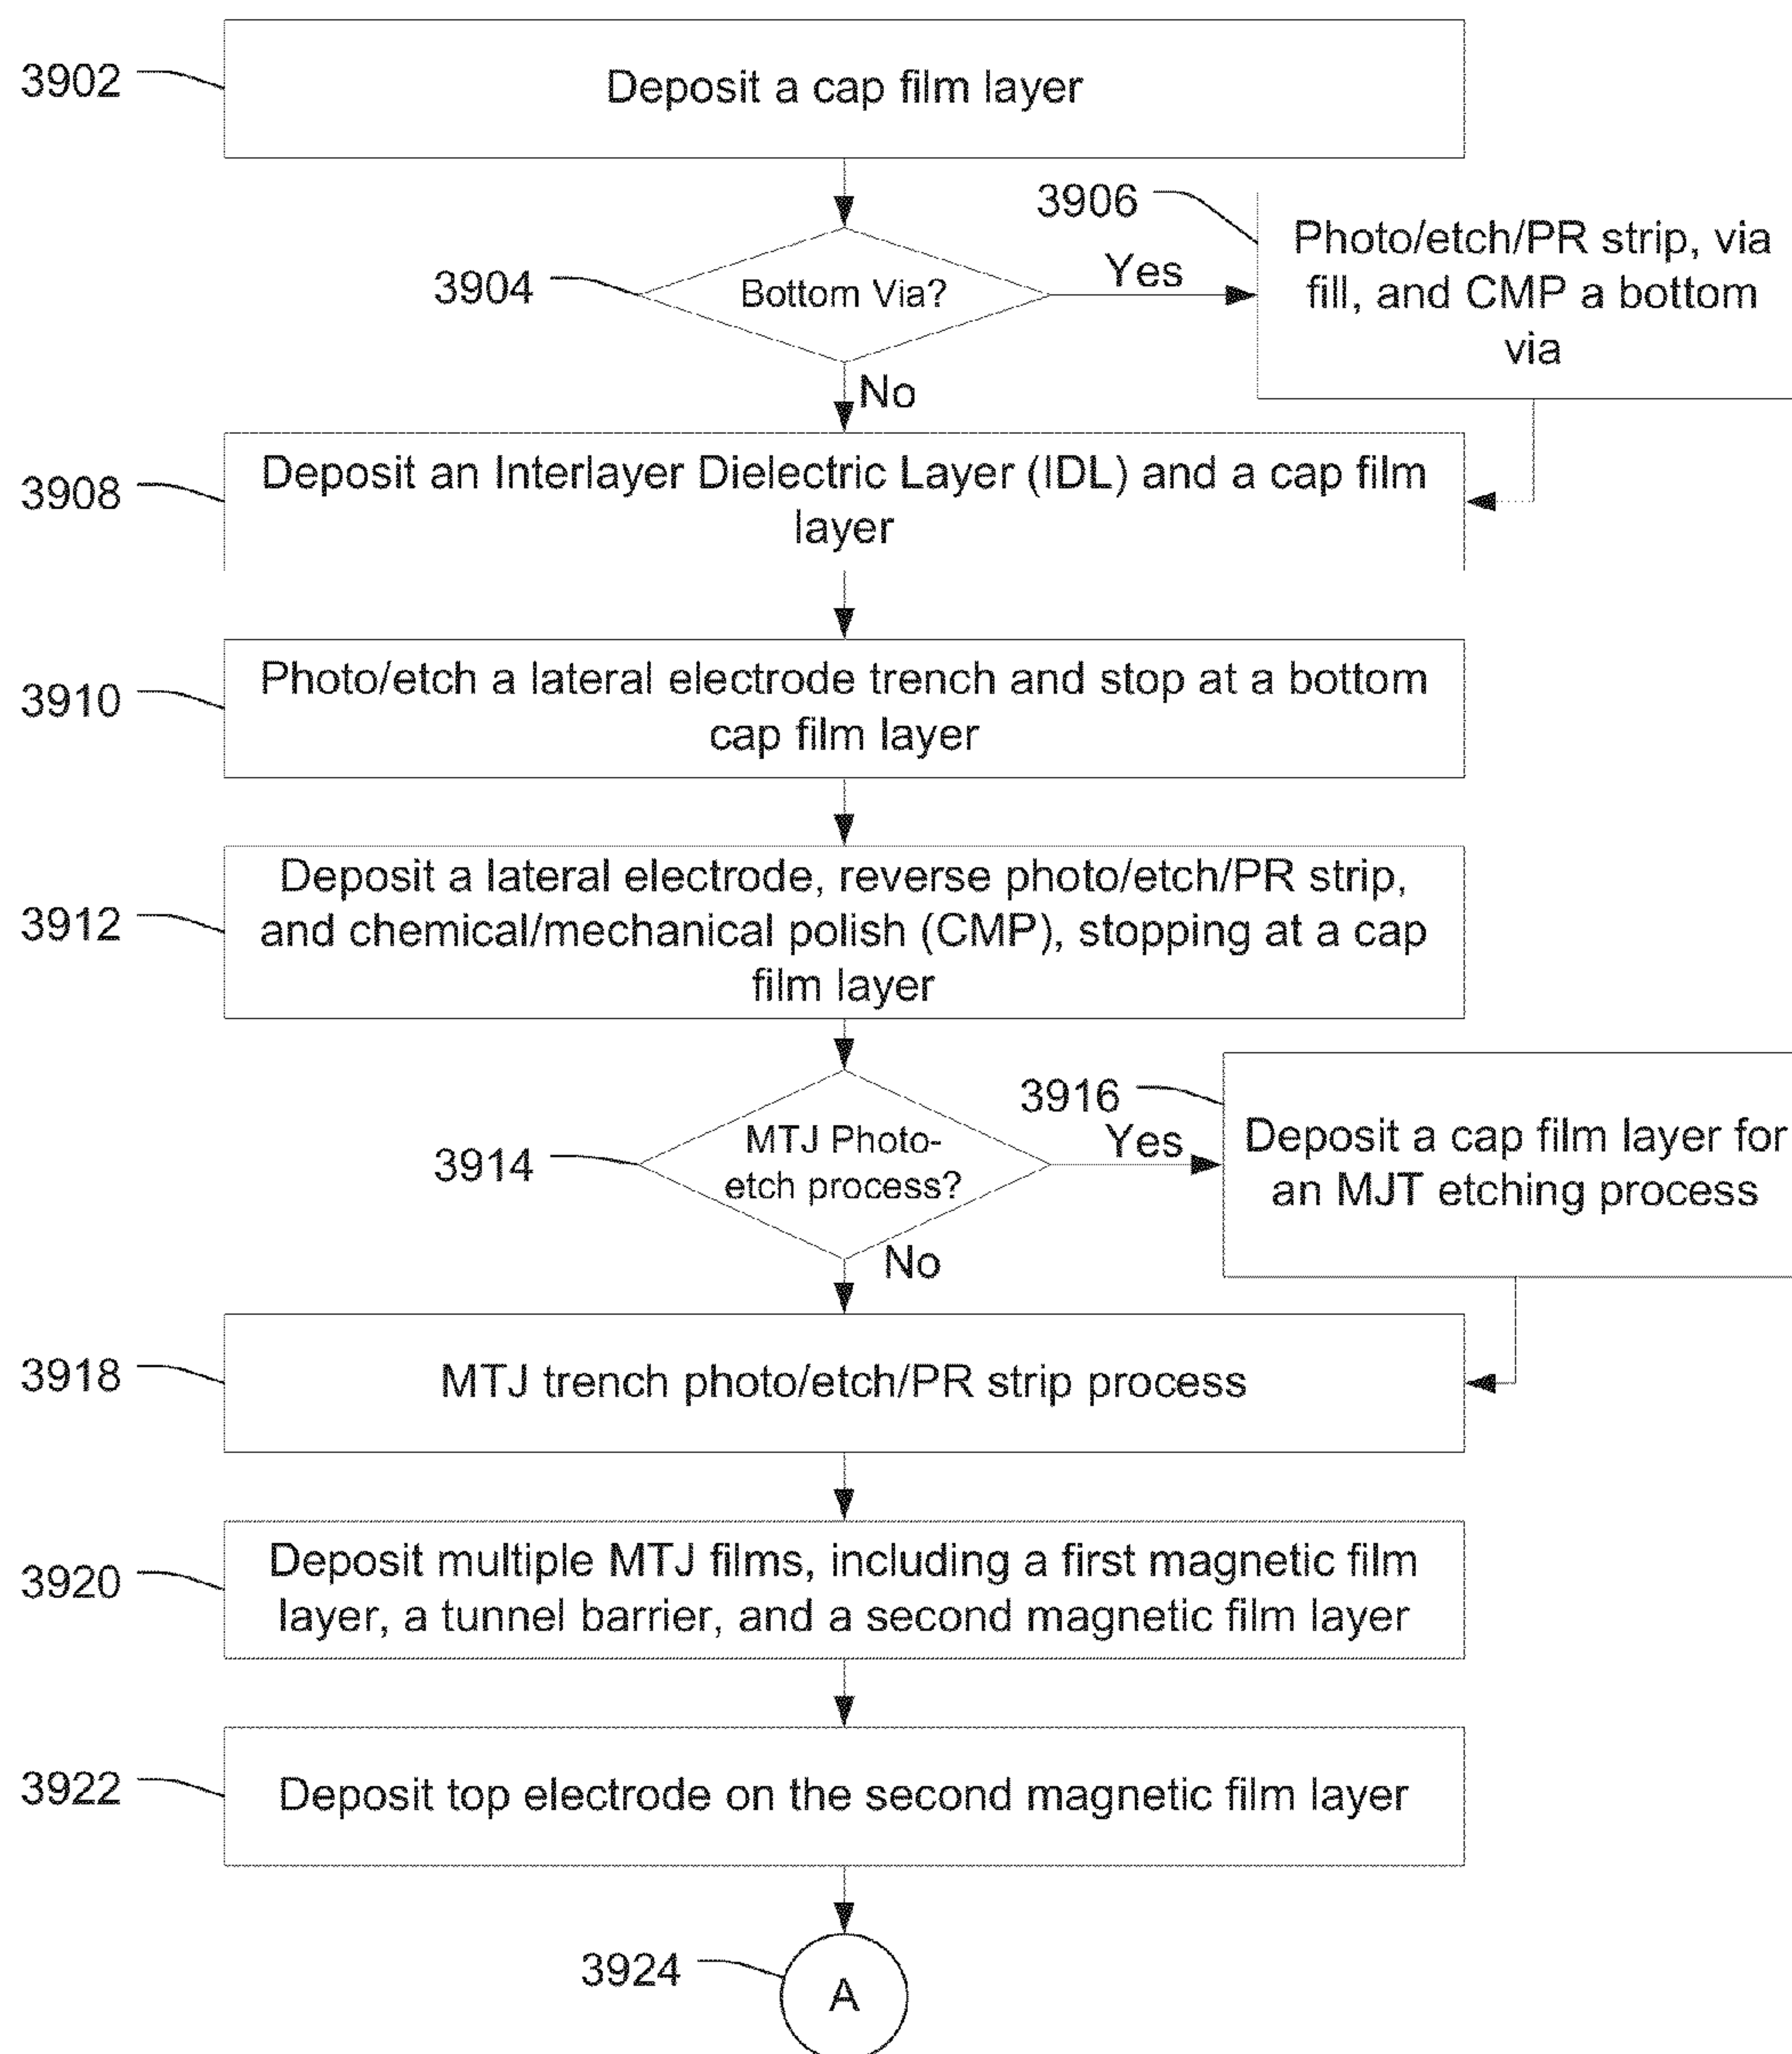 3902
Deposit a cap film layer
3904
Bottom Via?
Yes
No
3906
Photo/etch/PR strip, via
fill, and CMP a bottom
via
3908
Deposit an Interlayer Dielectric Layer (IDL) and a cap film
layer
3910
Photo/etch a lateral electrode trench and stop at a bottom
cap film layer
3912
Deposit a lateral electrode, reverse photo/etch/PR strip,
and chemical/mechanical polish (CMP), stopping at a cap
film layer
3914
MTJ Photo-
etch process?
Yes
No
3916
Deposit a cap film layer for
an MJT etching process
3918
MTJ trench photo/etch/PR strip process
3920
Deposit multiple MTJ films, including a first magnetic film
layer, a tunnel barrier, and a second magnetic film layer
3922
Deposit top electrode on the second magnetic film layer
3924
A